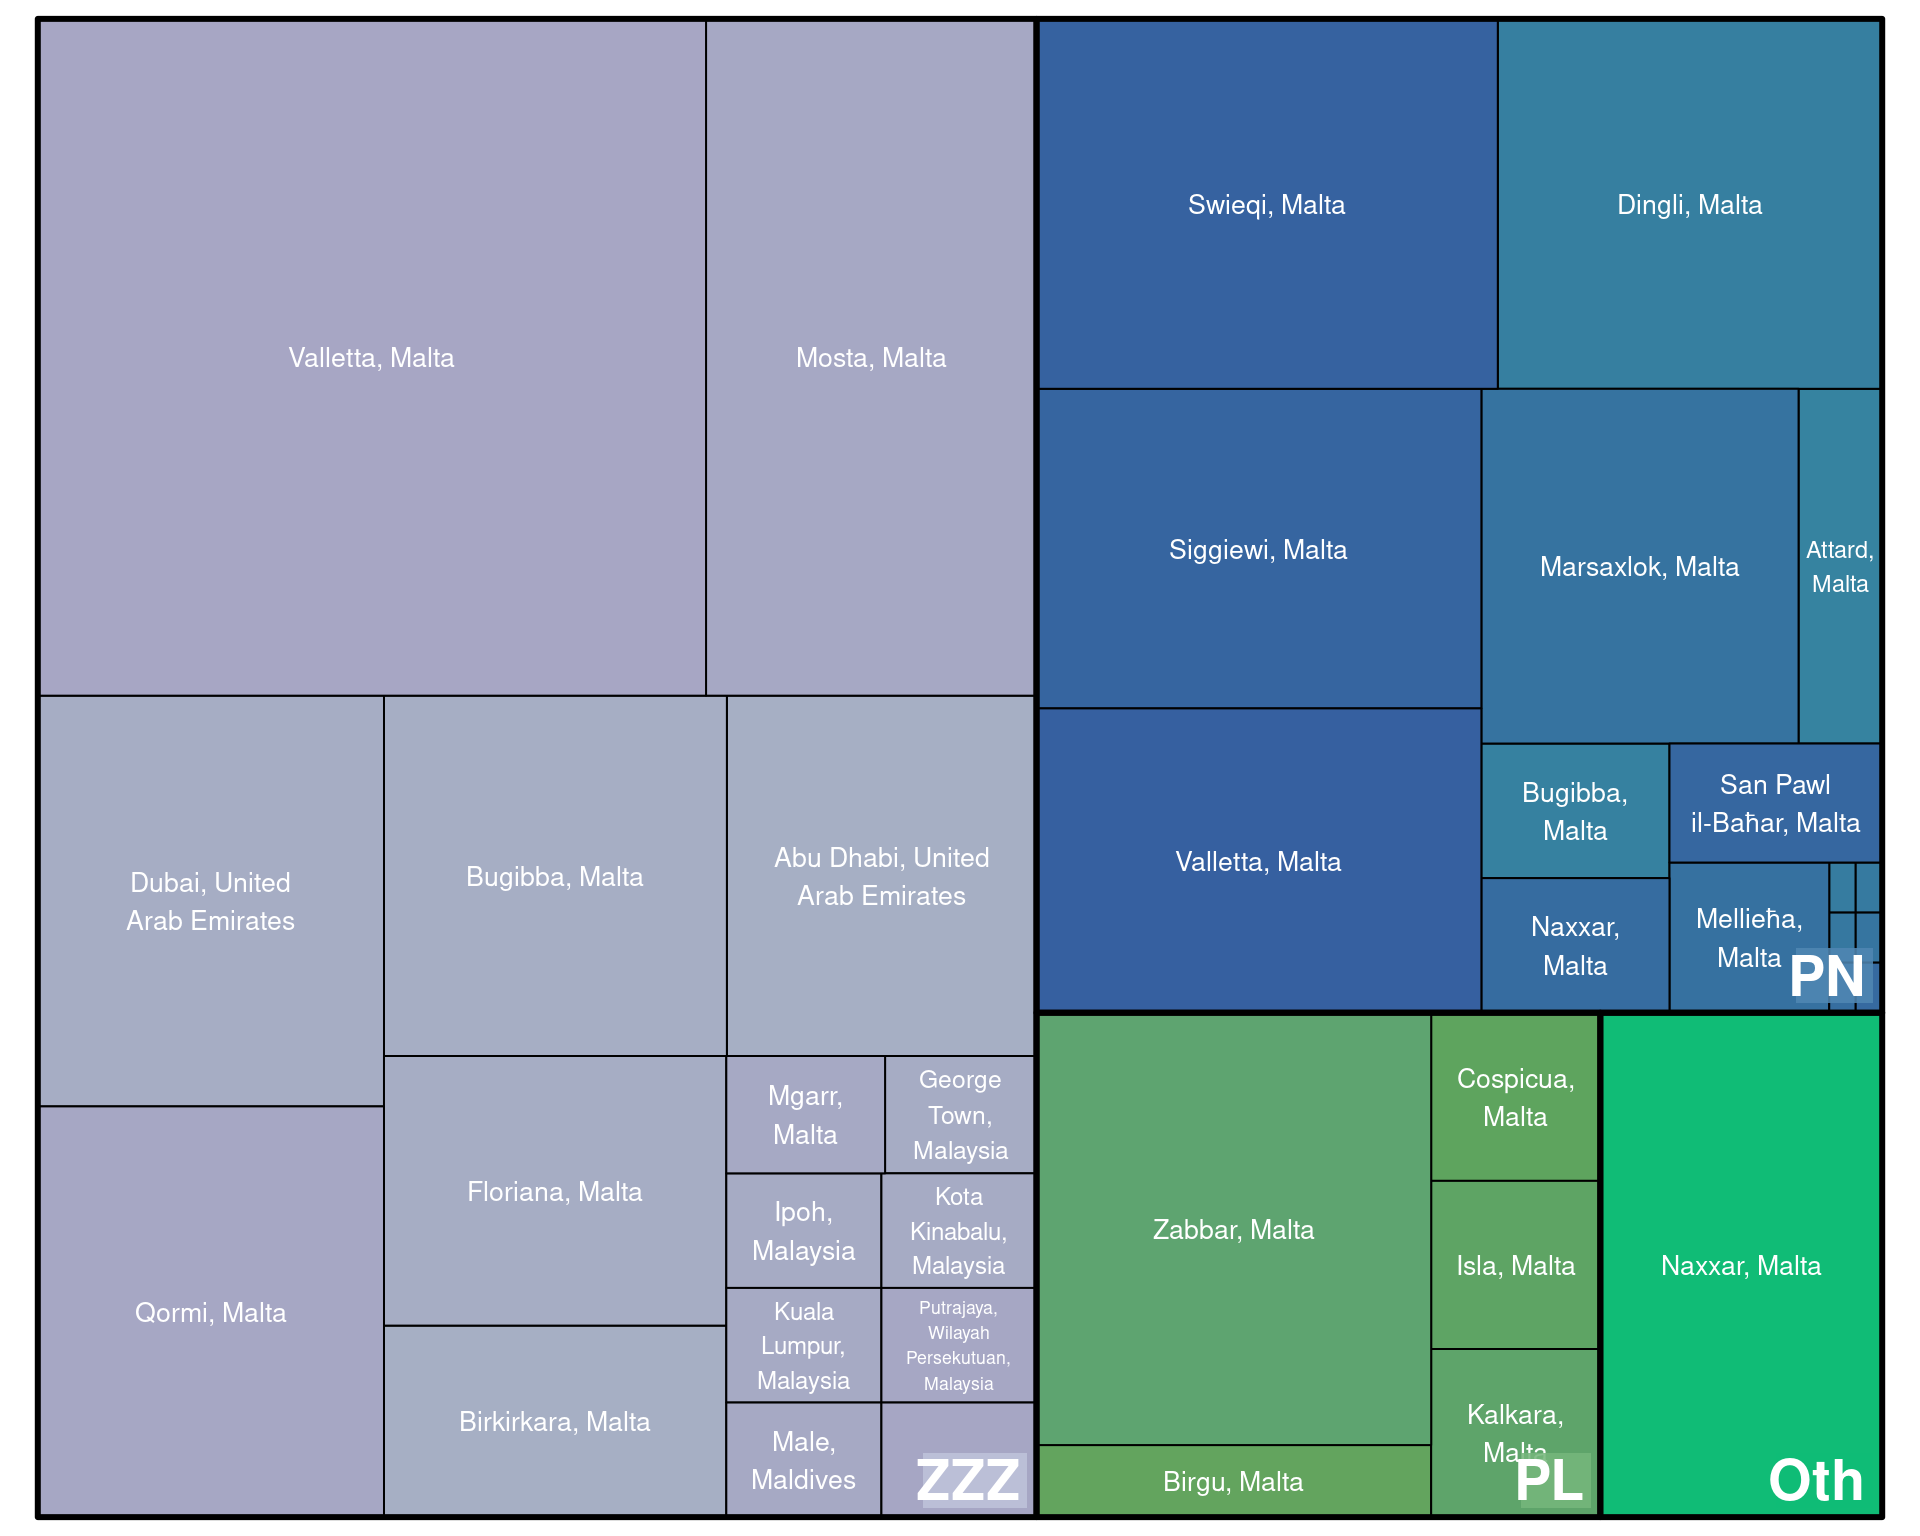 Valletta, Malta
Mosta, Malta
Dubai, United
Arab Emirates
Bugibba, Malta
Abu Dhabi, United
Arab Emirates
Qormi, Malta
Floriana, Malta
Birkirkara, Malta
Mgarr,
Malta
George
Town,
Malaysia
Ipoh,
Malaysia
Kota
Kinabalu,
Malaysia
Kuala
Lumpur,
Malaysia
Putrajaya,
Wilayah
Persekutuan,
Malaysia
Male,
Maldives
ZZZ
Swieqi, Malta
Dingli, Malta
Siggiewi, Malta
Marsaxlok, Malta
Attard,
Malta
Valletta, Malta
Bugibba,
Malta
San Pawl
il-Baħar, Malta
Naxxar,
Malta
Mellieħa,
Malta
PN
Zabbar, Malta
Cospicua,
Malta
Isla, Malta
Kalkara,
Malta
Birgu, Malta
PL
Naxxar, Malta
Oth